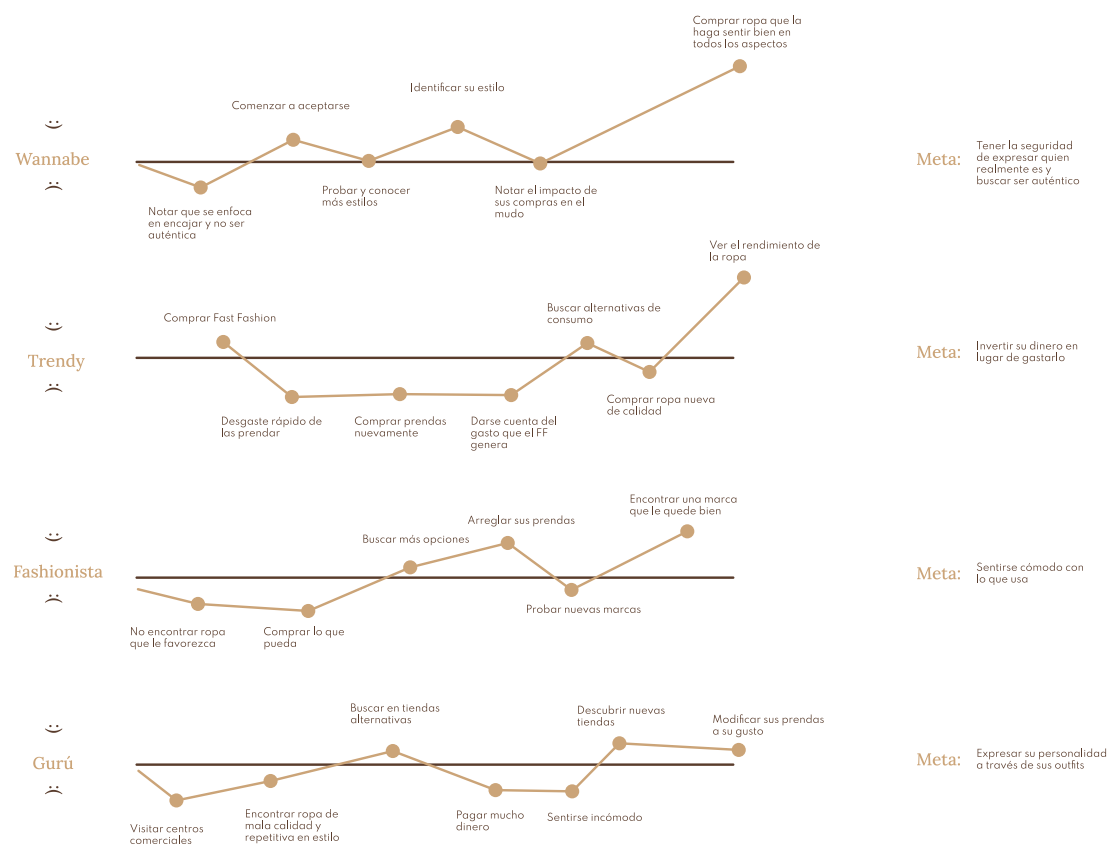 Comprar ropa que la
haga sentir bien en
todos los aspectos
Identificar su estilo
Comenzar a aceptarse
Wannabe
Probar y conocer
más estilos
Notar el impacto de
sus compras en el
mudo
Notar que se enfoca
en encajar y no ser
auténtica
Meta:
Tener la seguridad
de expresar quien
realmente es y
buscar ser auténtico
Ver el rendimiento de
la ropa
Buscar alternativas de
consumo
Comprar Fast Fashion
Trendy
Desgaste rápido de
las prendar
Comprar prendas
nuevamente
Darse cuenta del
gasto que el FF
genera
Comprar ropa nueva
de calidad
Meta:
Invertir su dinero en
lugar de gastarlo
Encontrar una marca
que le quede bien
Arreglar sus prendas
Buscar más opciones
Fashionista
No encontrar ropa
que le favorezca
Comprar lo que
pueda
Probar nuevas marcas
Meta:
Sentirse cómodo con
lo que usa
Buscar en tiendas
alternativas
Descubrir nuevas
tiendas
Modificar sus prendas
a su gusto
Gurú
Visitar centros
comerciales
Encontrar ropa de
mala calidad y
repetitiva en estilo
Pagar mucho
dinero
Sentirse incómodo
Meta:
Expresar su personalidad
a través de sus outfits